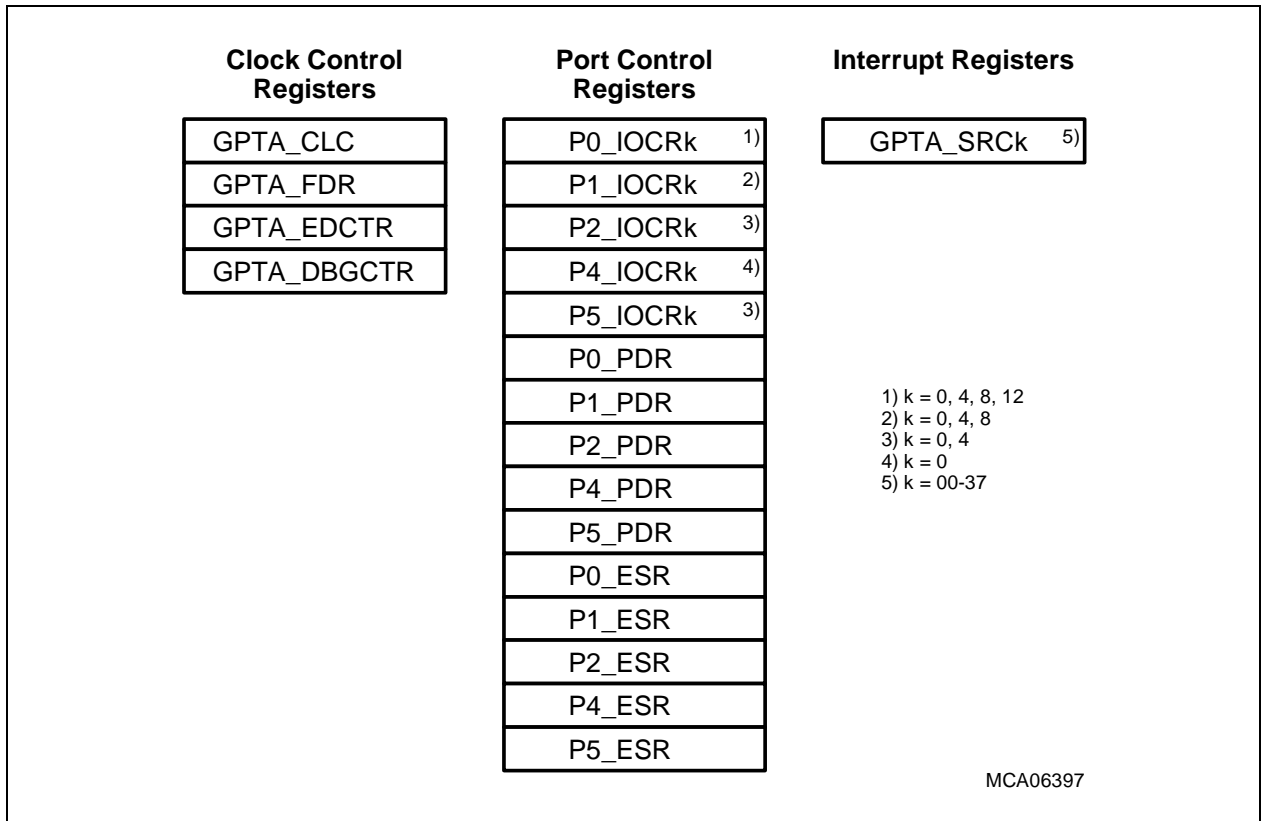 Clock Control
Registers
GPTA_CLC
GPTA_FDR
GPTA_EDCTR
GPTA_DBGCTR
Port Control
Registers
P0_IOCRk 1)
P1_IOCRk 2)
P2_IOCRk 3)
P4_IOCRk 4)
P5_IOCRk 3)
P0_PDR
P1_PDR
P2_PDR
P4_PDR
P5_PDR
P0_ESR
P1_ESR
P2_ESR
P4_ESR
P5_ESR
Interrupt Registers
GPTA_SRCk 5)
1) k = 0, 4, 8, 12
2) k = 0, 4, 8
3) k = 0, 4
4) k = 0
5) k = 00-37
MCA06397